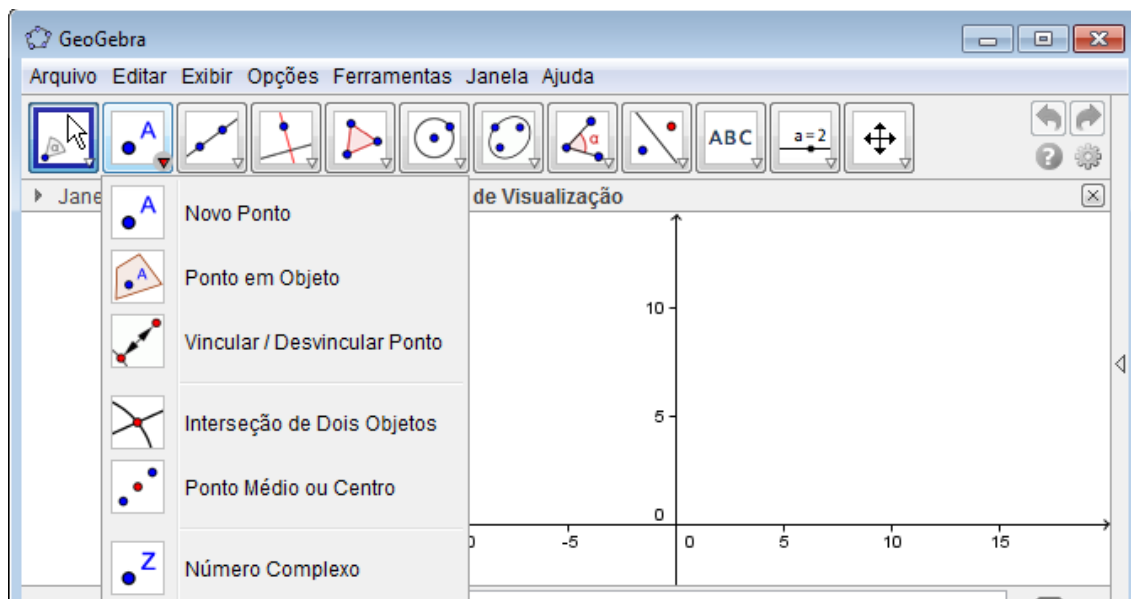 GeoGebra
Arquivo Editar Exibir Opções Ferramentas Janela Ajuda
A ABC a=2
α α
Jane de Visualização
A Novo Ponto
A Ponto em Objeto
Vincular / Desvincular Ponto
Interseção de Dois Objetos
Ponto Médio ou Centro
Z Número Complexo
10
5
0
-5 0 5 10 15